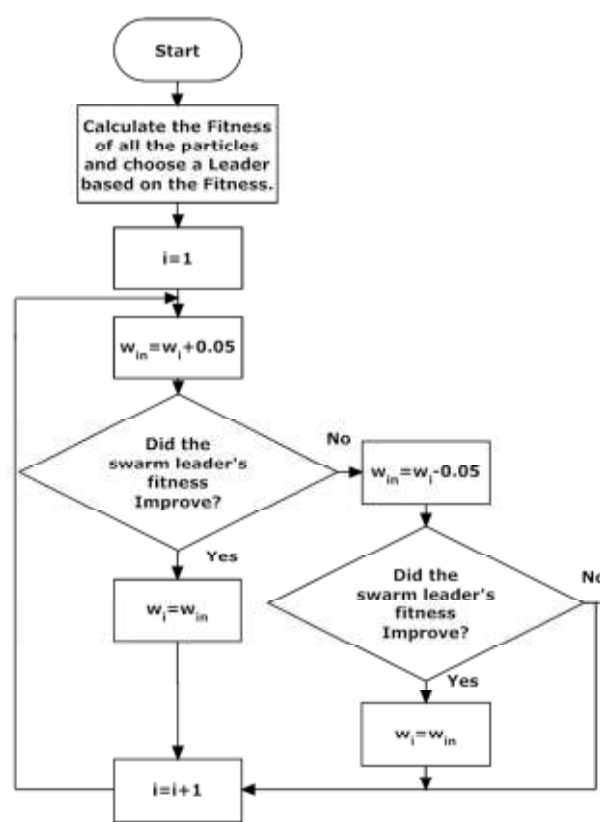 Start
Calculate the Fitness
of all the particles
and choose a Leader
based on the Fitness.
i=1
w_in=w_i+0.05
Did the
swarm leader's
fitness
Improve?
No
w_in=w_i-0.05
Yes
w_i=w_in
Did the
swarm leader's
fitness
Improve?
No
Yes
w_i=w_in
i=i+1